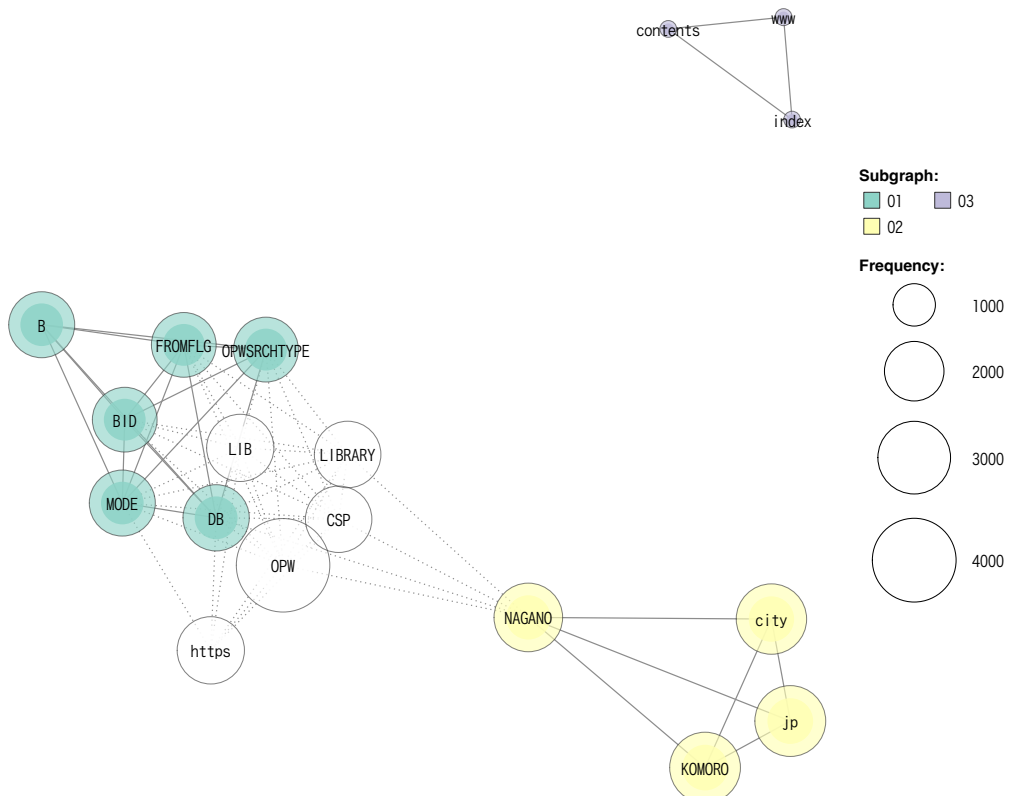 www
contents
index
Subgraph:
01 03
02
Frequency:
1000
2000
3000
4000
B
FROMFLG
OPWSRCHTYPE
BID
LIB
LIBRARY
MODE
DB
CSP
OPW
https
NAGANO
city
jp
KOMORO